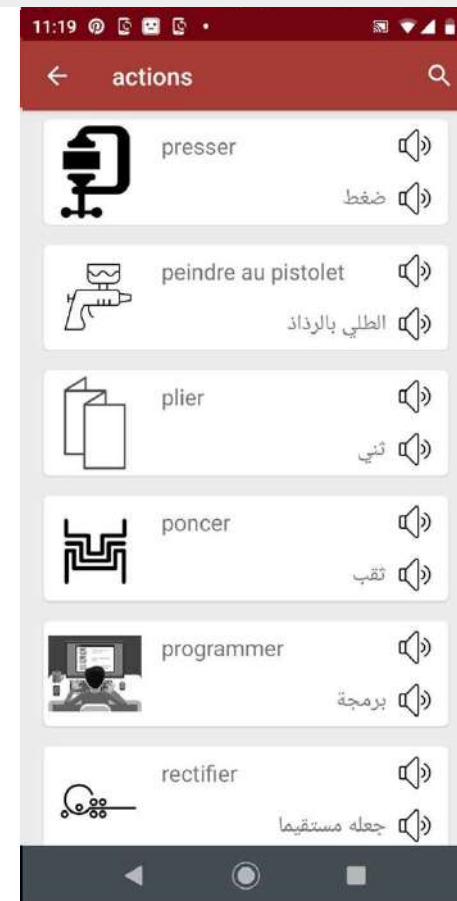 11:19
actions
presser
ضغط
peindre au pistolet
الطلي بالرذاذ
plier
ثني
poncer
ثقب
programmer
برمجة
rectifier
جعله مستقيما